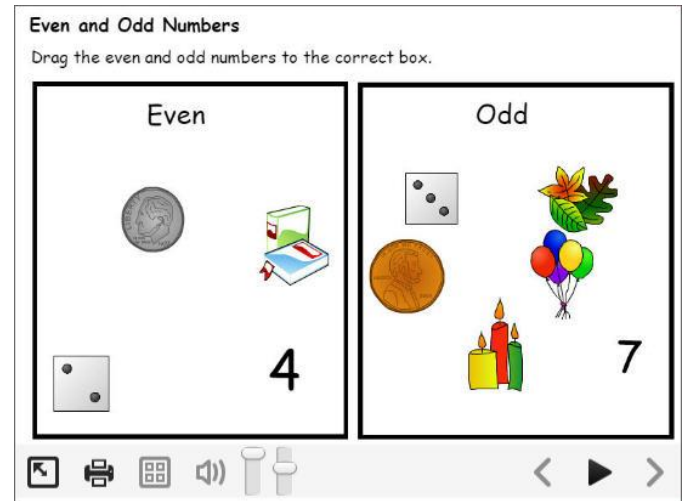 Even and Odd Numbers
Drag the even and odd numbers to the correct box.
Even
Odd
4
7